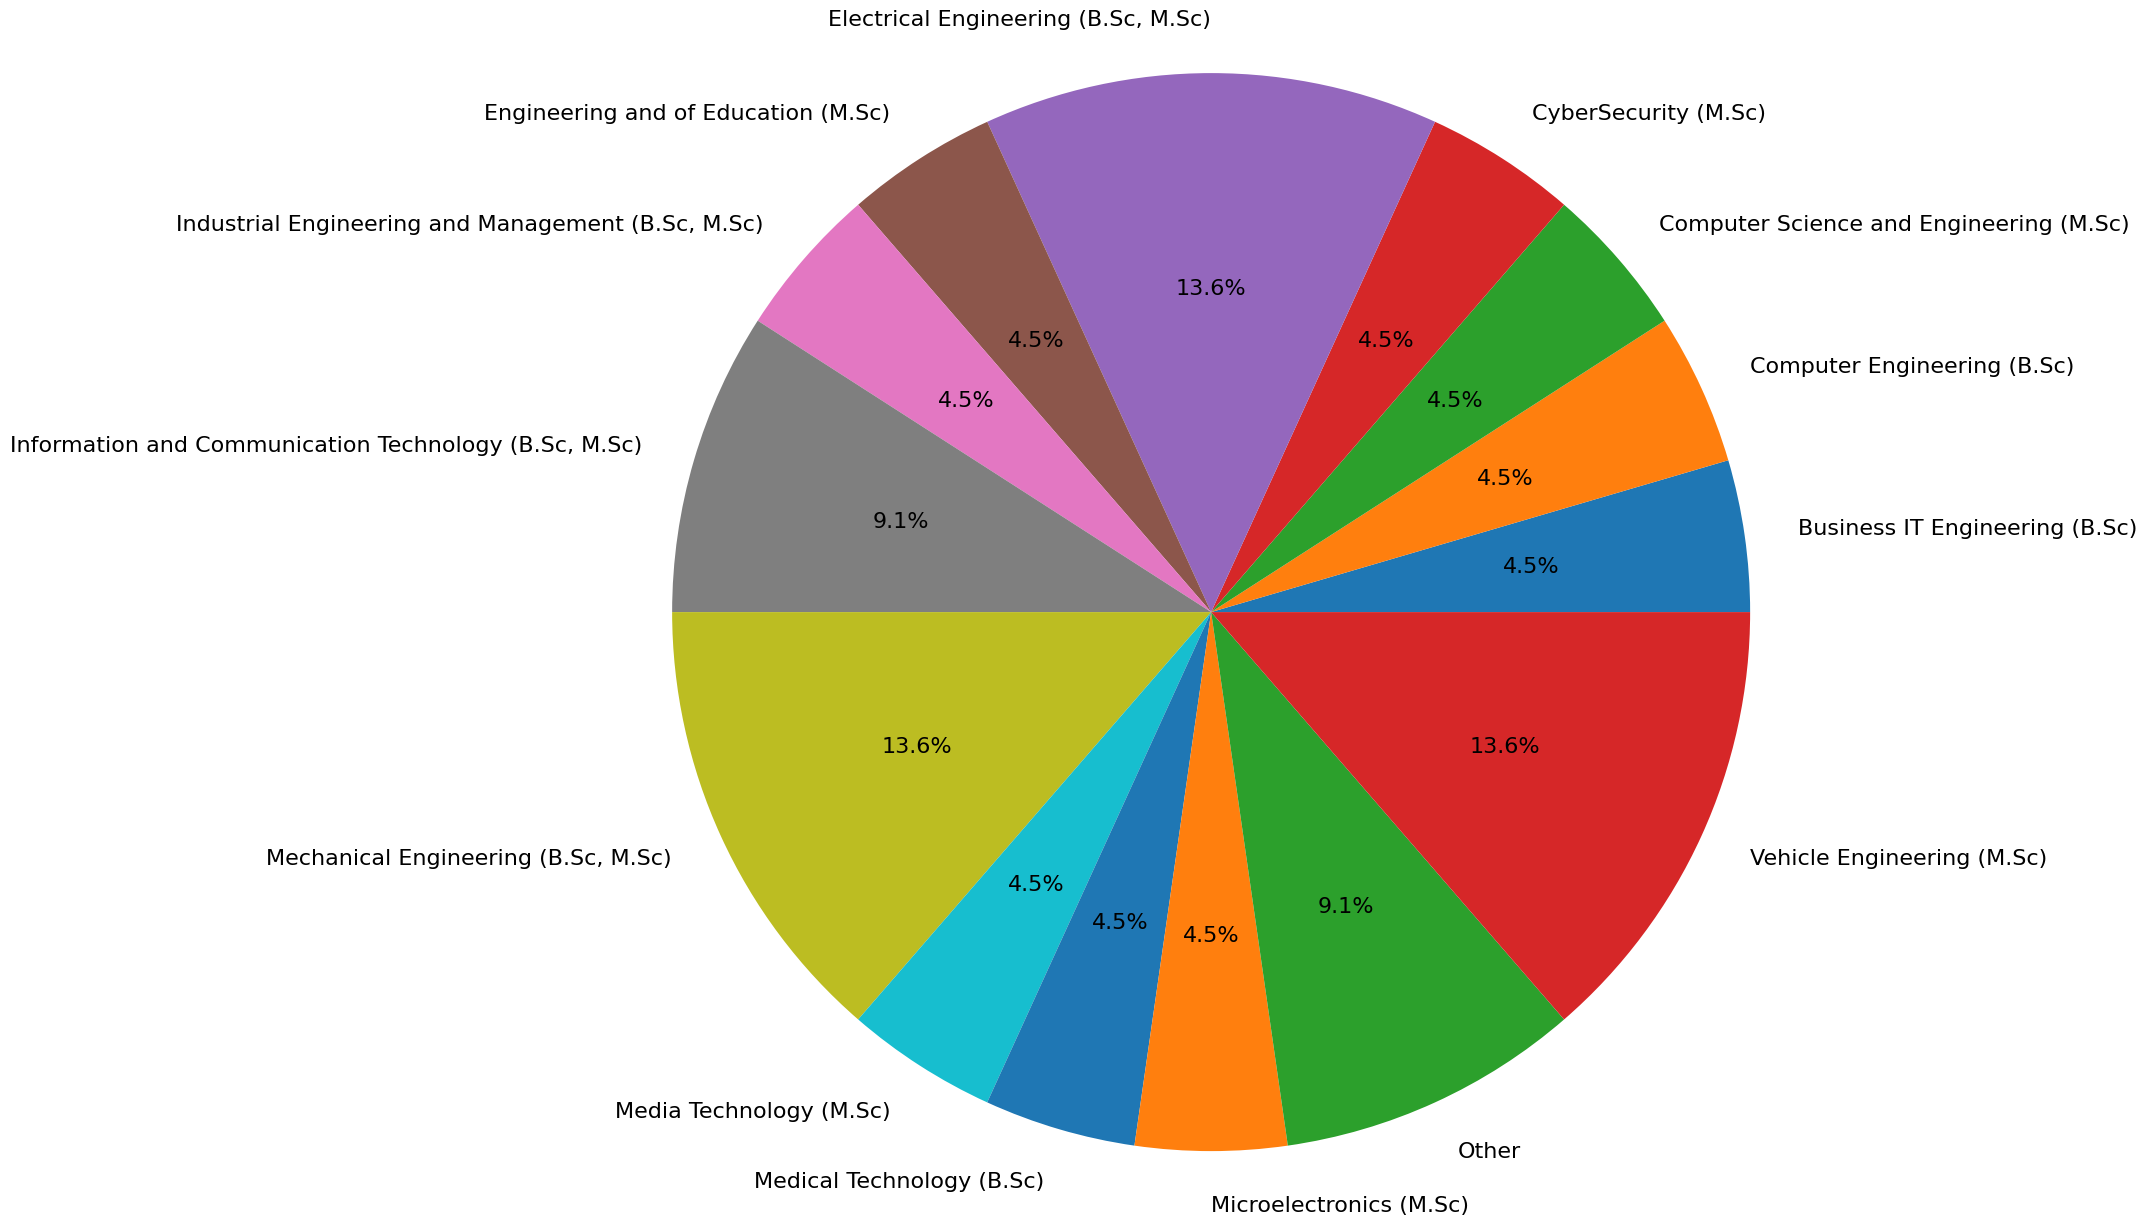 Electrical Engineering (B.Sc, M.Sc)
Engineering and of Education (M.Sc)
CyberSecurity (M.Sc)
Industrial Engineering and Management (B.Sc, M.Sc)
Computer Science and Engineering (M.Sc)
13.6%
4.5%
4.5%
Computer Engineering (B.Sc)
4.5%
4.5%
Information and Communication Technology (B.Sc, M.Sc)
4.5%
9.1%
Business IT Engineering (B.Sc)
4.5%
13.6%
13.6%
Mechanical Engineering (B.Sc, M.Sc)
Vehicle Engineering (M.Sc)
4.5%
9.1%
4.5%
4.5%
Media Technology (M.Sc)
Other
Medical Technology (B.Sc)
Microelectronics (M.Sc)